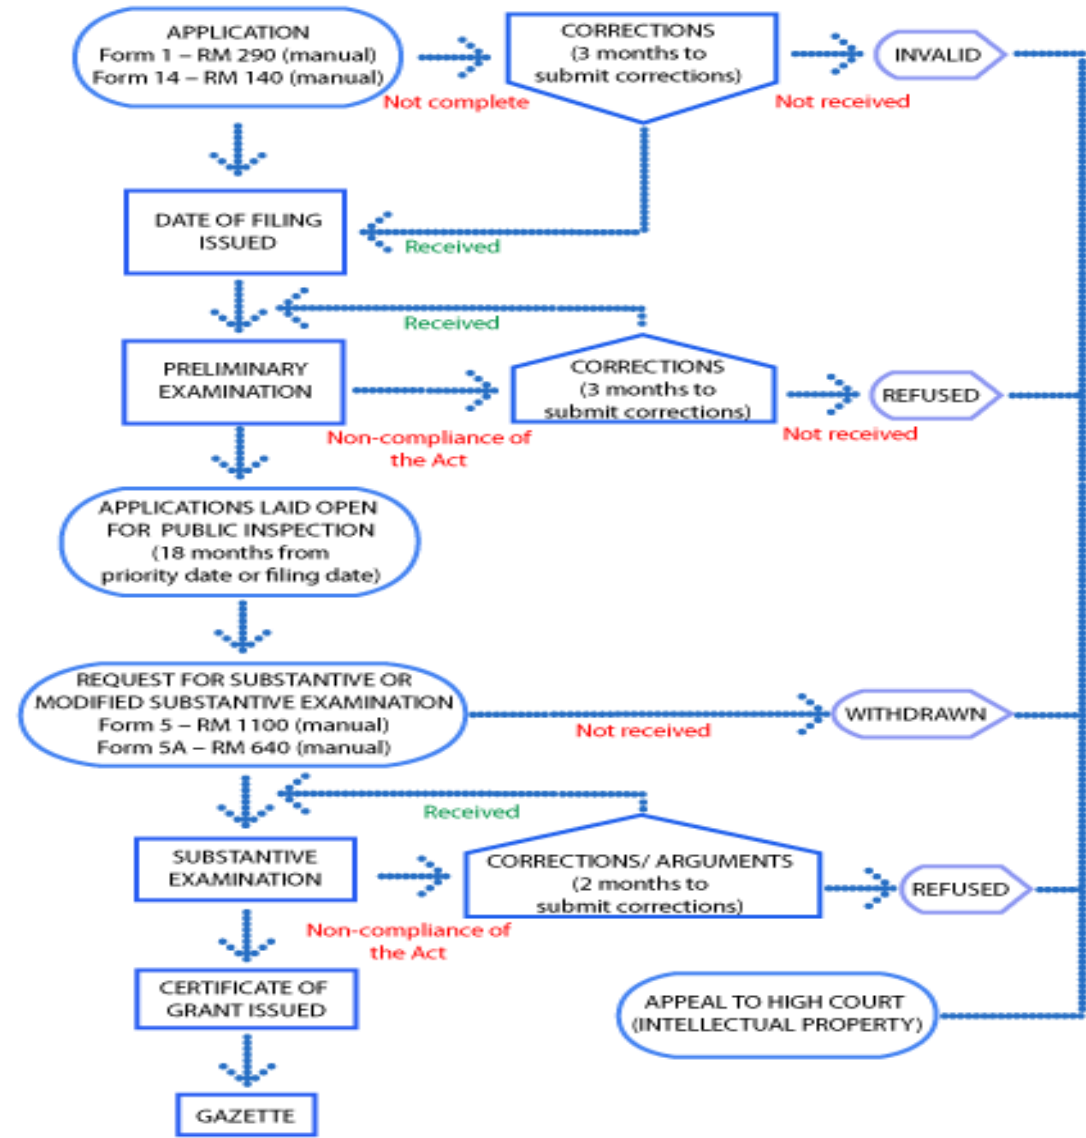 APPLICATION
Form 1 – RM 290 (manual)
Form 14 – RM 140 (manual)
Not complete
CORRECTIONS
(3 months to
submit corrections)
Not received
INVALID
DATE OF FILING
ISSUED
Received
Received
PRELIMINARY
EXAMINATION
Non-compliance of
the Act
CORRECTIONS
(3 months to
submit corrections)
Not received
REFUSED
APPLICATIONS LAID OPEN
FOR PUBLIC INSPECTION
(18 months from
priority date or filing date)
REQUEST FOR SUBSTANTIVE OR
MODIFIED SUBSTANTIVE EXAMINATION
Form 5 – RM 1100 (manual)
Form 5A – RM 640 (manual)
Not received
WITHDRAWN
Received
SUBSTANTIVE
EXAMINATION
Non-compliance of
the Act
CORRECTIONS/ ARGUMENTS
(2 months to
submit corrections)
REFUSED
CERTIFICATE OF
GRANT ISSUED
APPEAL TO HIGH COURT
(INTELLECTUAL PROPERTY)
GAZETTE